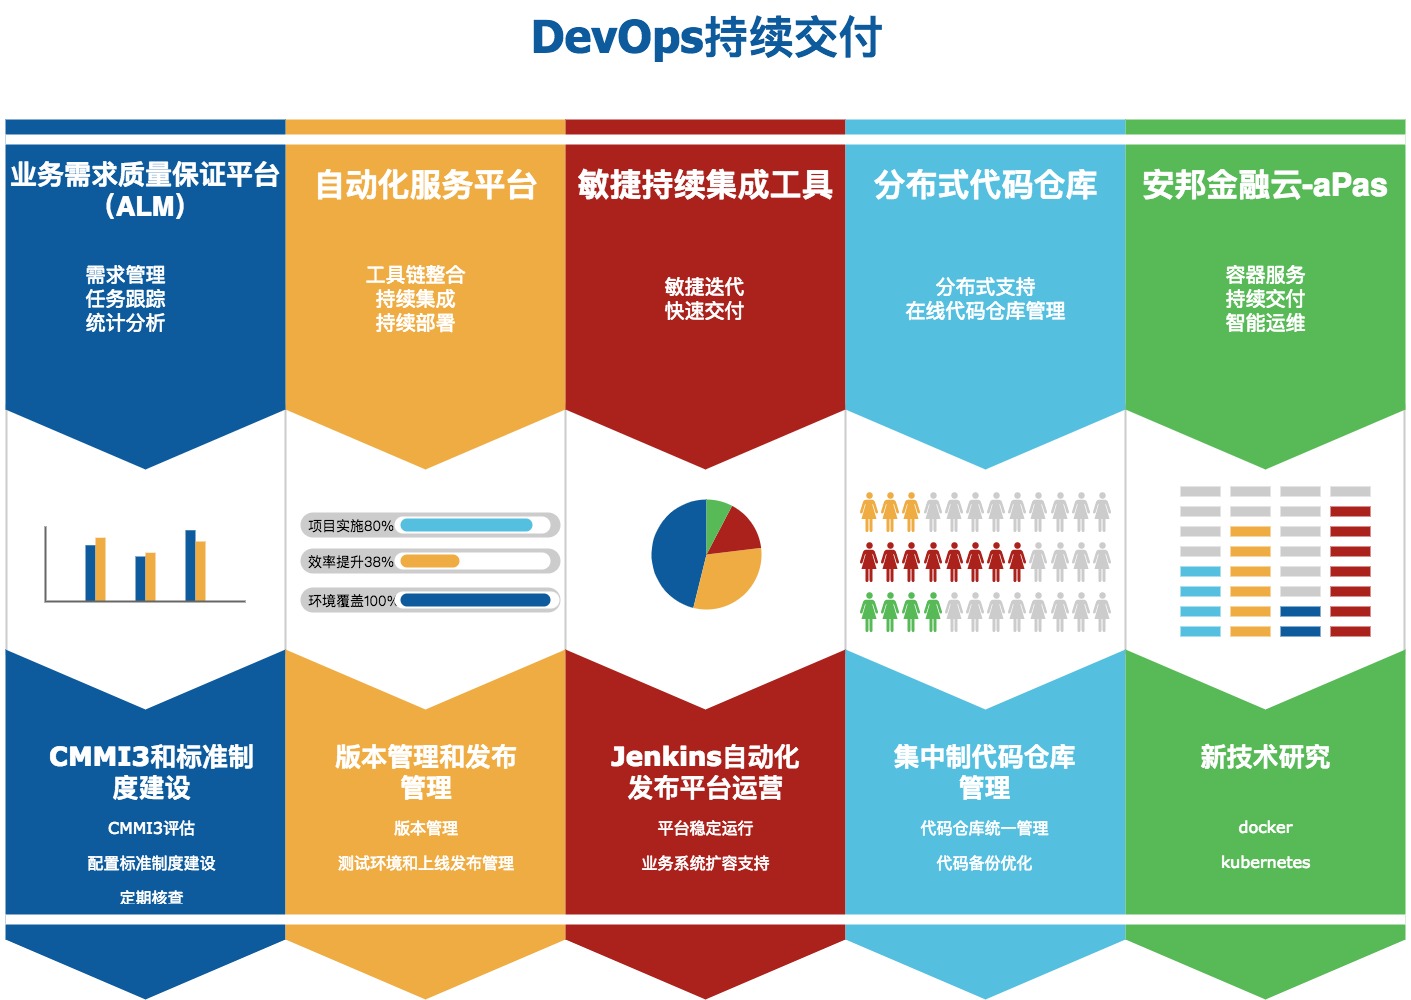 DevOps持续交付
业务需求质量保证平台
（ALM）
需求管理
任务跟踪
统计分析
自动化服务平台
工具链整合
持续集成
持续部署
敏捷持续集成工具
敏捷迭代
快速交付
分布式代码仓库
分布式支持
在线代码仓库管理
安邦金融云-aPas
容器服务
持续交付
智能运维
项目实施80%
效率提升38%
环境覆盖100%
CMMI3和标准制
度建设
CMMI3评估
配置标准制度建设
定期核查
版本管理和发布
管理
版本管理
测试环境和上线发布管理
Jenkins自动化
发布平台运营
平台稳定运行
业务系统扩容支持
集中制代码仓库
管理
代码仓库统一管理
代码备份优化
新技术研究
docker
kubernetes